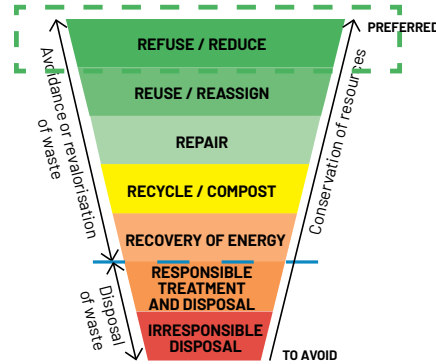 PREFERRED
REFUSE / REDUCE
REUSE / REASSIGN
REPAIR
RECYCLE / COMPOST
RECOVERY OF ENERGY
RESPONSIBLE
TREATMENT
AND DISPOSAL
IRRESPONSIBLE
DISPOSAL
TO AVOID
Avoidance or revalorisation
of waste
Disposal
of waste
Conservation of resources